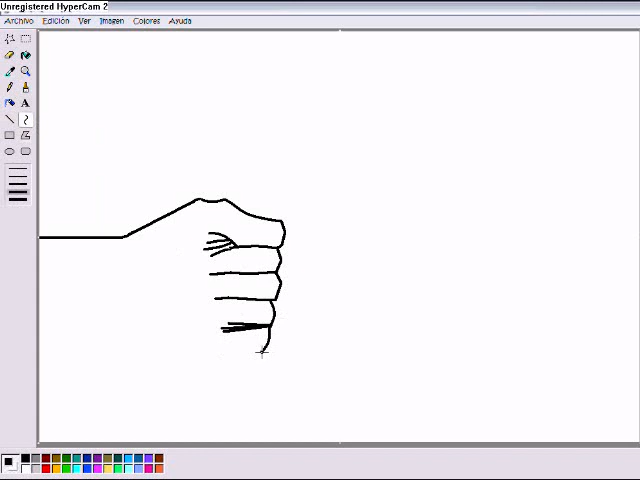 Unregistered HyperCam 2
Archivo Edición Ver Imagen Colores Ayuda
A